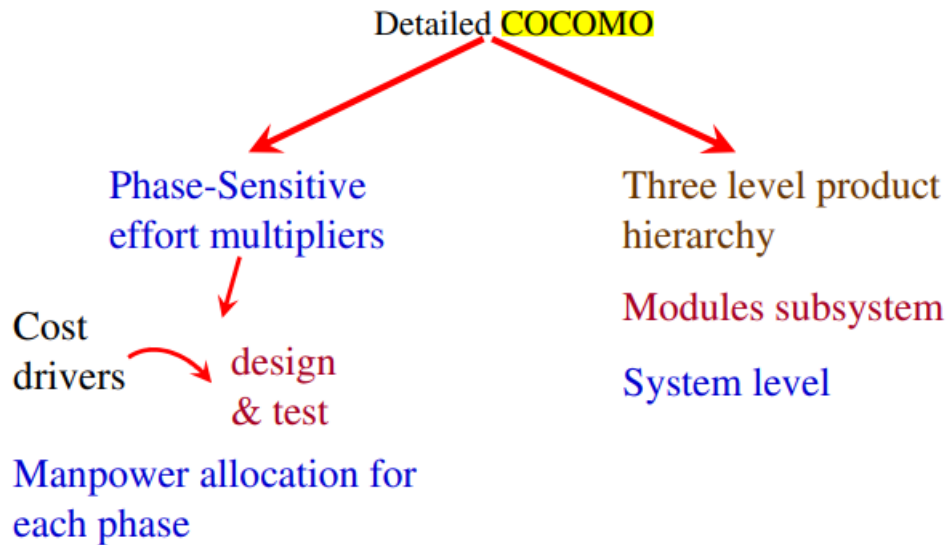 Detailed COCOMO
Phase-Sensitive
effort multipliers
Cost
drivers
design
& test
Manpower allocation for
each phase
Three level product
hierarchy
Modules subsystem
System level